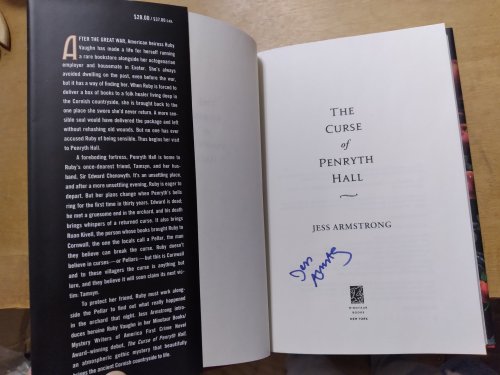 $28.00 / $37.00 CAN.
AFTER THE GREAT WAR, American heiress Ruby
Vaughn has made a life for herself running
a rare bookstore alongside her octogenarian
employer and housemate in Exeter. She's always
avoided dwelling on the past, even before the war,
but it has a way of finding her. When Ruby is forced to
deliver a box of books to a folk healer living deep in
the Cornish countryside, she is brought back to the
one place she swore she'd never return. A more sen-
sible soul would have delivered the package and left
without rehashing old wounds. But no one has ever
accused Ruby of being sensible. Thus begins her visit
to Penryth Hall.
A foreboding fortress, Penryth Hall is home to
Ruby's once-dearest friend, Tamsyn, and her hus-
band, Sir Edward Chenowyth. It's an unsettling place,
and after a more unsettling evening, Ruby is eager to
depart. But her plans change when Penryth's bells
ring for the first time in thirty years. Edward is dead;
he met a gruesome end in the orchard, and his death
brings whispers of a returned curse. It also brings
Ruan Kivell, the person whose books brought Ruby to
Cornwall, the one the locals call a Pellar, the man
they believe can break the curse. Ruby doesn't
believe in curses—or Pellars—but this is Cornwall
and to these villagers the curse is anything but
lore, and they believe it will soon claim its next vic-
tim: Tamsyn.
To protect her friend, Ruby must work along-
side the Pellar to find out what really happened
in the orchard that night. Jess Armstrong intro-
duces heroine Ruby Vaughn in her Minotaur Books/
Mystery Writers of America First Crime Novel
Award-winning debut, The Curse of Penryth Hall,
an atmospheric gothic mystery that beautifully
brings the ancient Cornish countryside to life.
THE
CURSE
of
PENRYTH
HALL
JESS ARMSTRONG
Jess
Armstrong
MINOTAUR
BOOKS
NEW YORK